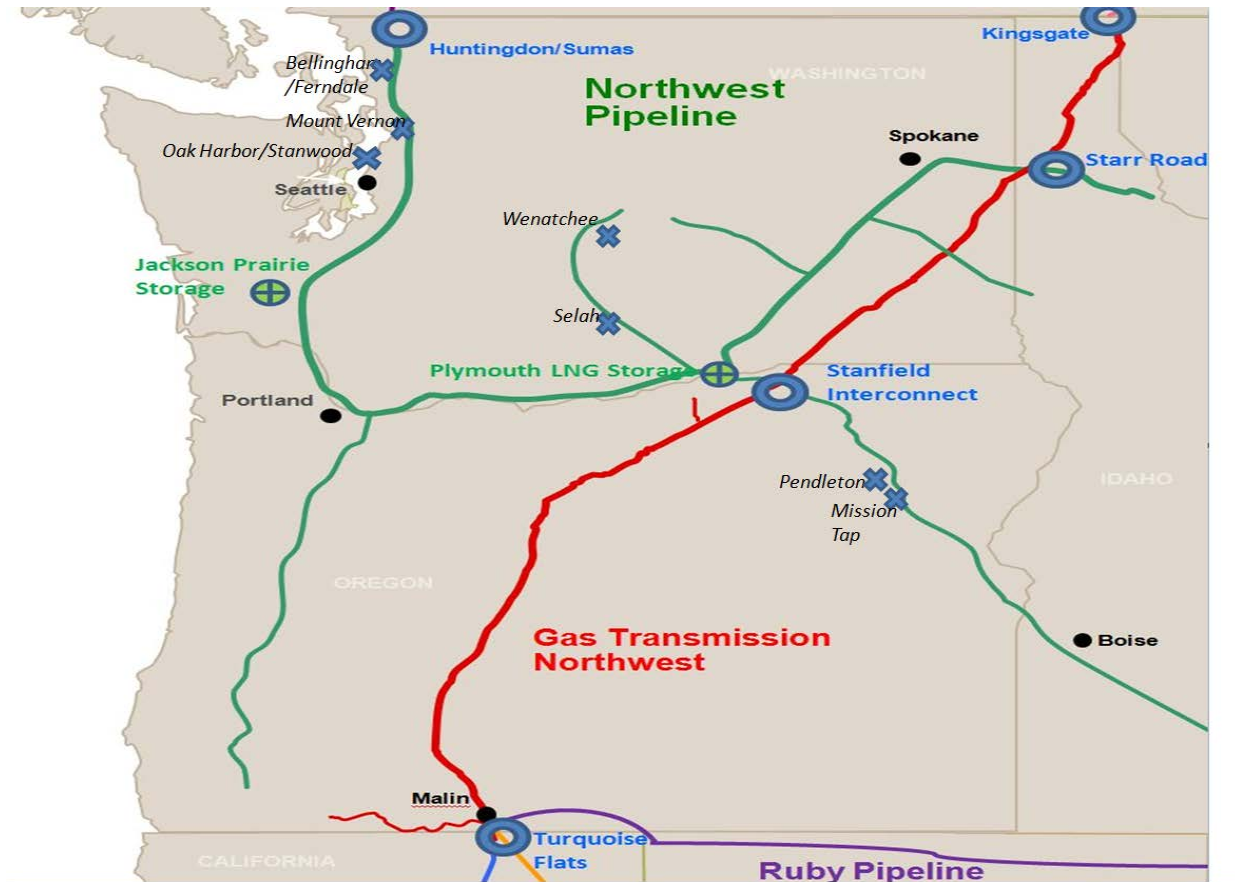 Huntingdon/Sumas
Kingsgate
Bellinghar
/Ferndale
WASHINGTON
Northwest
Pipeline
Mount Vernon
Oak Harbor/Stanwood
Spokane
Starr Road
Seattle
Wenatchee
Jackson Prairie
Storage
Selah
Plymouth LNG Storage
Stanfield
Interconnect
Portland
Pendleton
IDAHO
Mission
Tap
OREGON
Gas Transmission
Northwest
Boise
Malin
Turquoise
Flats
CALIFORNIA
Ruby Pipeline